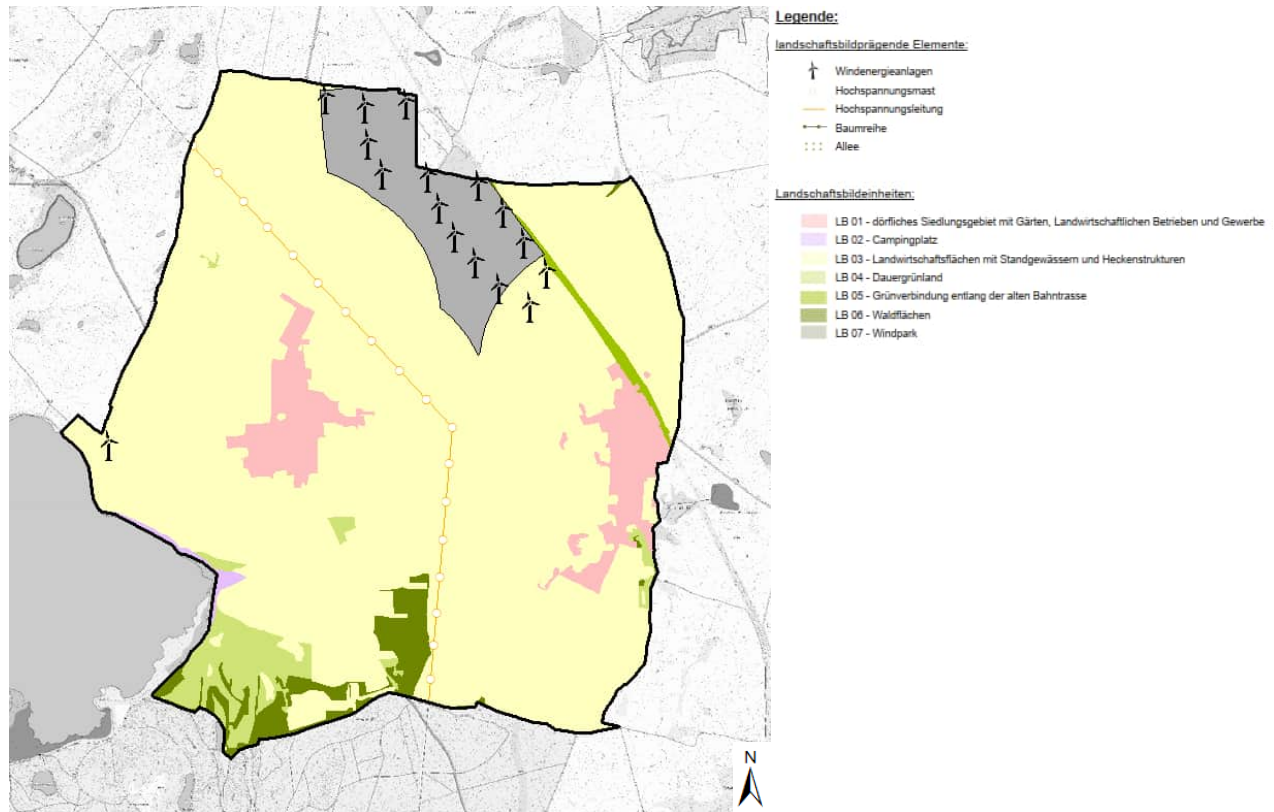 Legende:
landschaftsbildprägende Elemente:
Windenergieanlagen
Hochspannungsmast
Hochspannungsleitung
Baumreihe
Allee
Landschaftsbildeinheiten:
LB 01 - dörfliches Siedlungsgebiet mit Gärten, Landwirtschaftlichen Betrieben und Gewerbe
LB 02 - Campingplatz
LB 03 - Landwirtschaftsflächen mit Standgewässern und Heckenstrukturen
LB 04 - Dauergrünland
LB 05 - Grünverbindung entlang der alten Bahntrasse
LB 06 - Waldflächen
LB 07 - Windpark
N